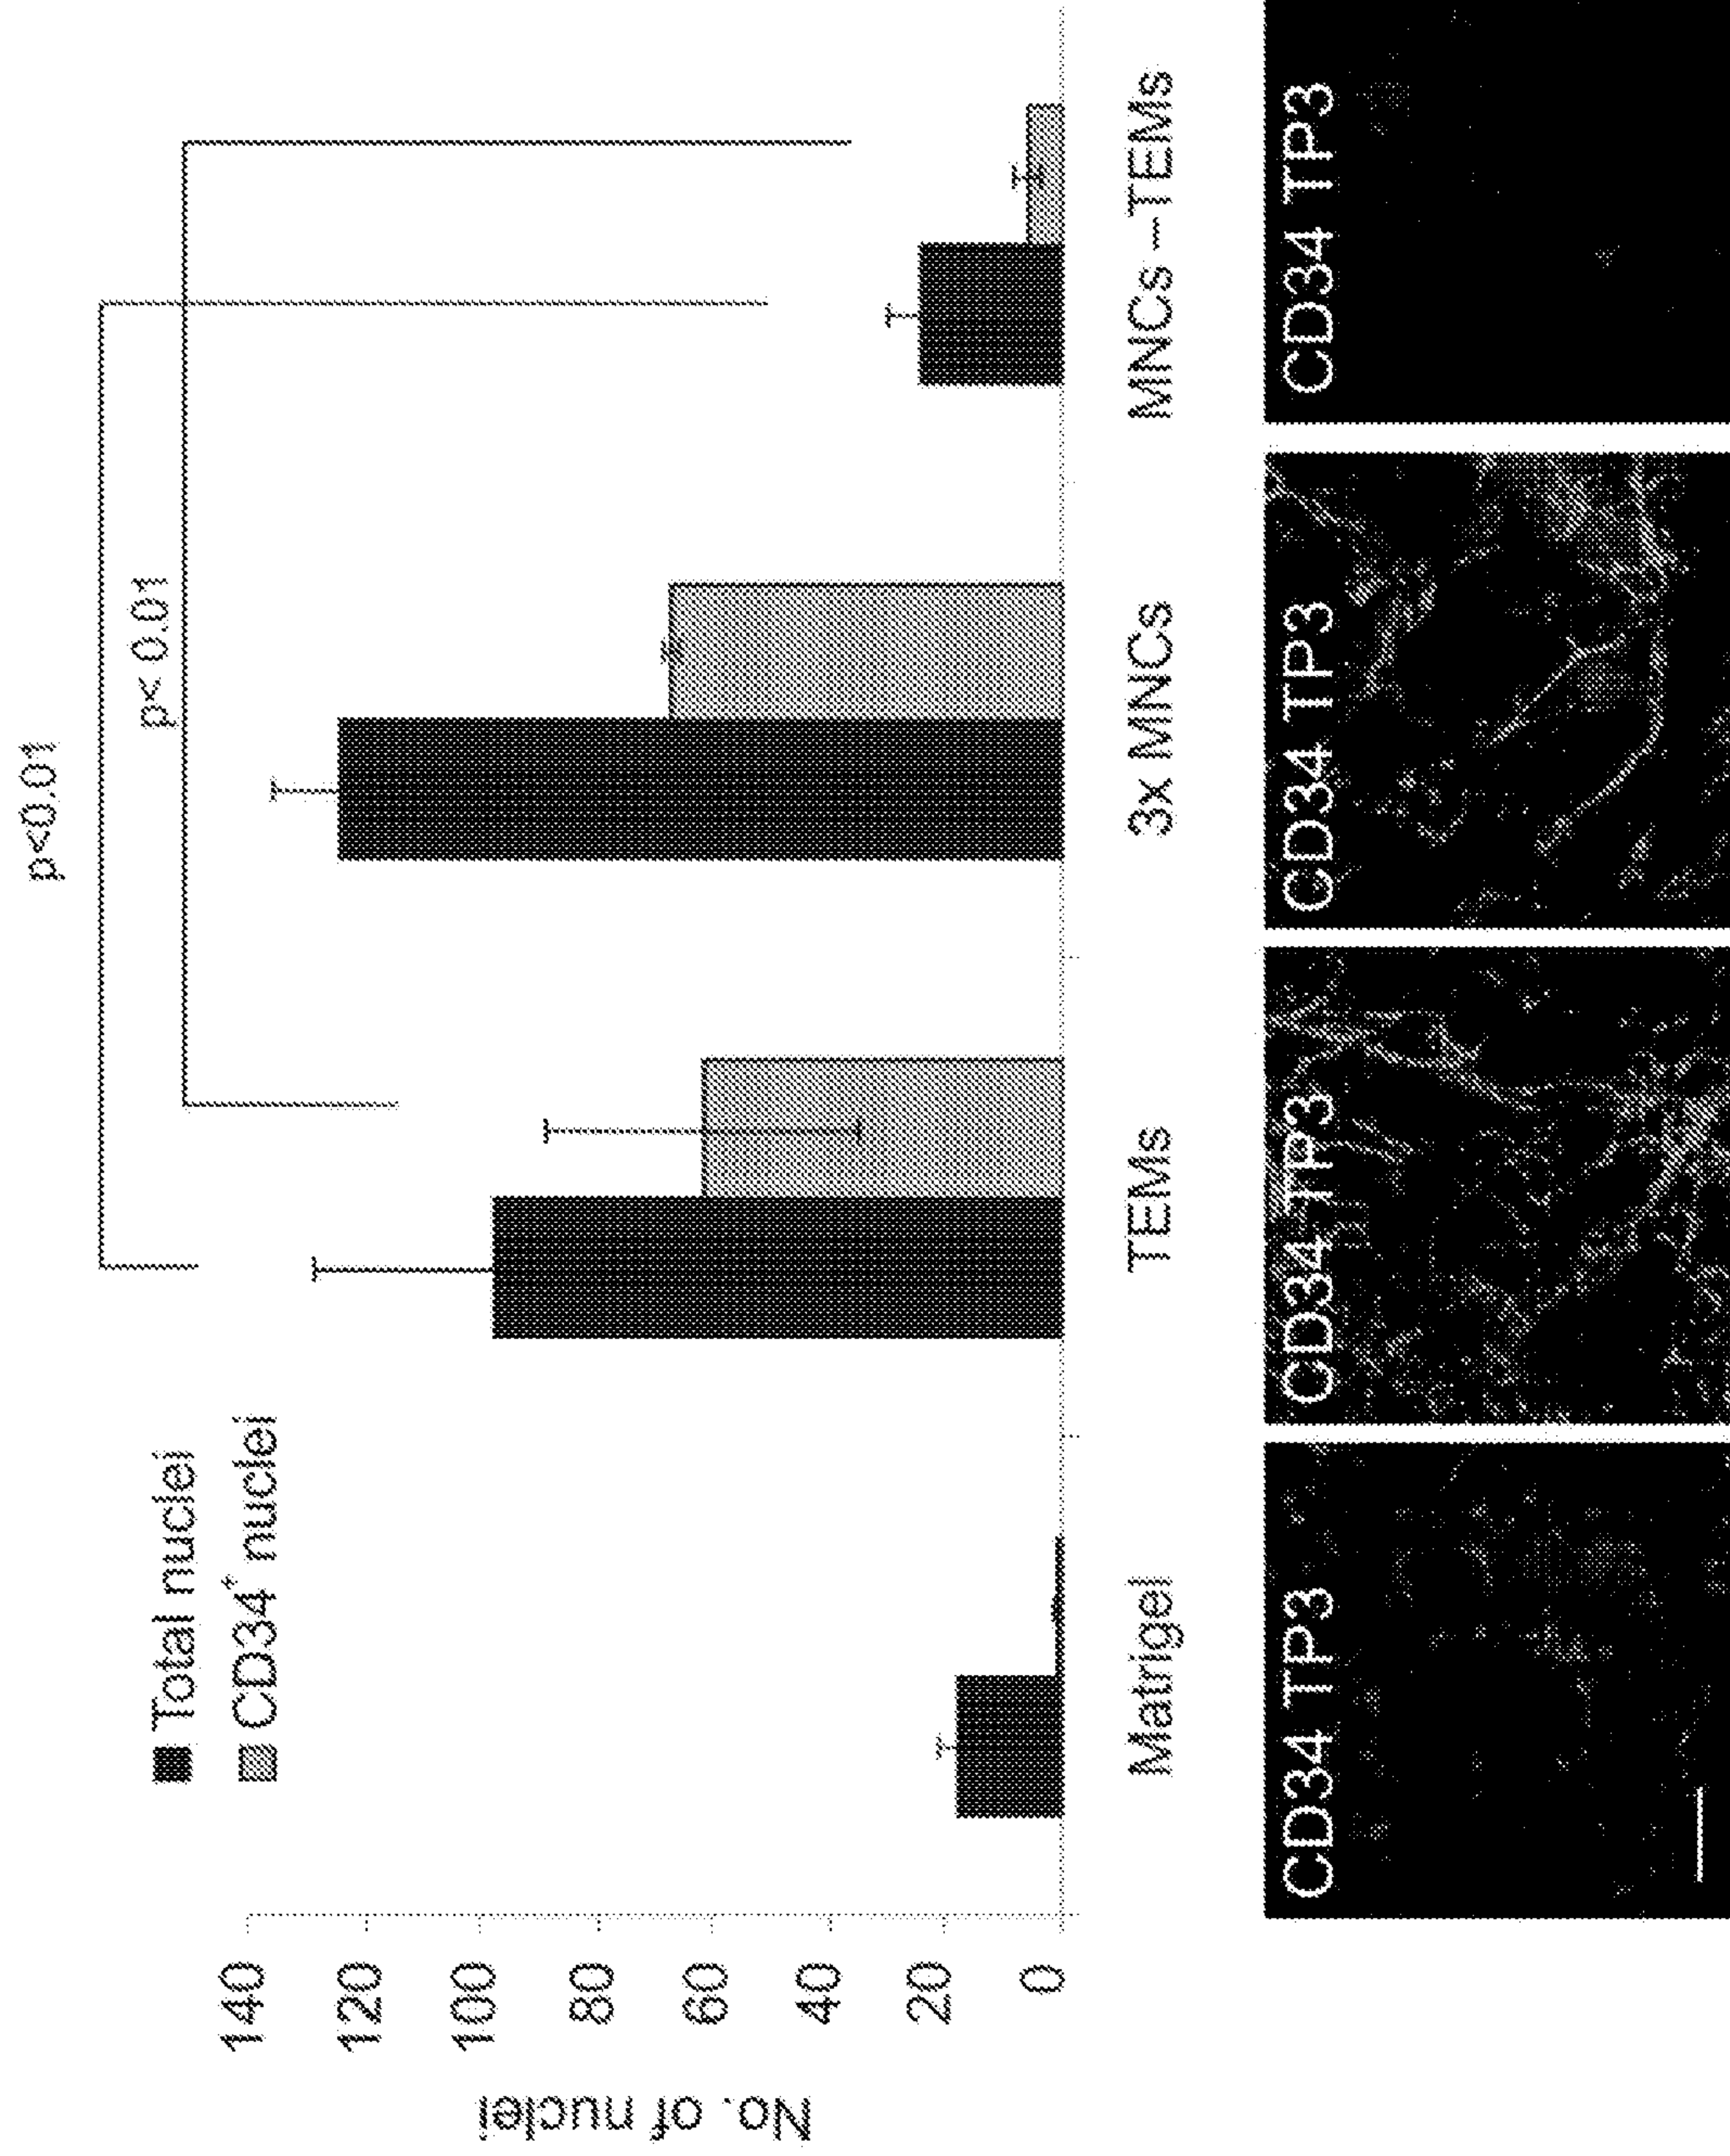 p<0.01
p< 0.01
Total nuclei
CD34+ nuclei
No. of nuclei
140
120
100
80
60
40
20
0
Matrigel
TEMs
3x MNCs
MNCs –TEMs
CD34 TP3
CD34 TP3
CD34 TP3
CD34 TP3